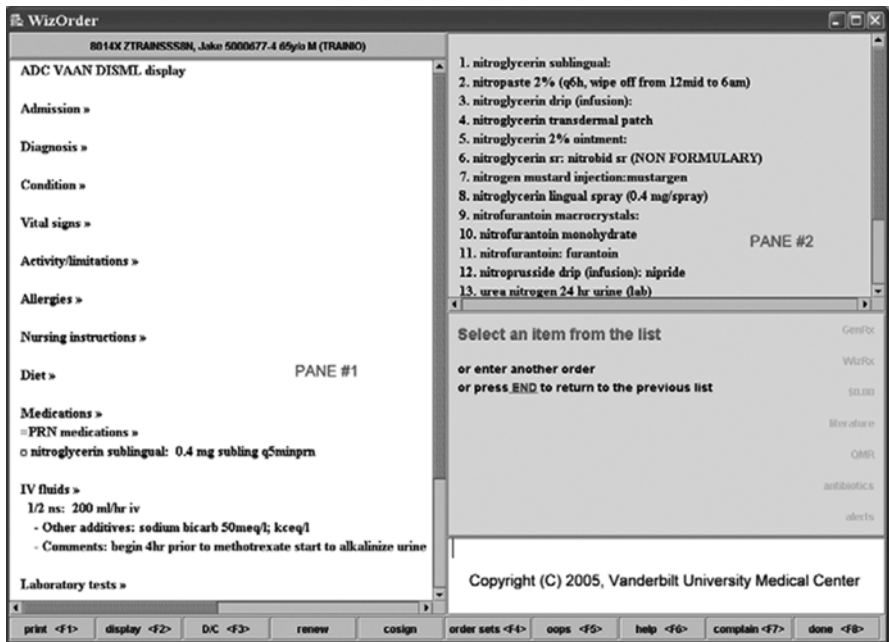 WizOrder
8014X ZTRAINSSS8N, Jake 5000677-4 65y/o M (TRAINIO)
ADC VAAN DISML display
Admission »
Diagnosis »
Condition »
Vital signs »
Activity/limitations »
Allergies »
Nursing instructions »
Diet »
PANE #1
Medications »
=PRN medications »
nitroglycerin sublingual: 0.4 mg subling q5minprn
IV fluids »
1/2 ns: 200 ml/hr iv
- Other additives: sodium bicarb 50meq/l; kceq/l
- Comments: begin 4hr prior to methotrexate start to alkalinize urine
Laboratory tests »
1. nitroglycerin sublingual:
2. nitropaste 2% (q6h, wipe off from 12mid to 6am)
3. nitroglycerin drip (infusion):
4. nitroglycerin transdermal patch
5. nitroglycerin 2% ointment:
6. nitroglycerin sr: nitrobid sr (NON FORMULARY)
7. nitrogen mustard injection:mustargen
8. nitroglycerin lingual spray (0.4 mg/spray)
9. nitrofurantoin macrocrystals:
10. nitrofurantoin monohydrate
11. nitrofurantoin: furantoin
12. nitroprusside drip (infusion): nipride
13. urea nitrogen 24 hr urine (lab)
PANE #2
Select an item from the list
or enter another order
or press END to return to the previous list
GenRx
WizRx
$0.00
literature
QMR
antibiotics
alerts
Copyright (C) 2005, Vanderbilt University Medical Center
print <F1> display <F2> D/C <F3> renew cosign order sets <F4> oops <F5> help <F6> complain <F7> done <F8>